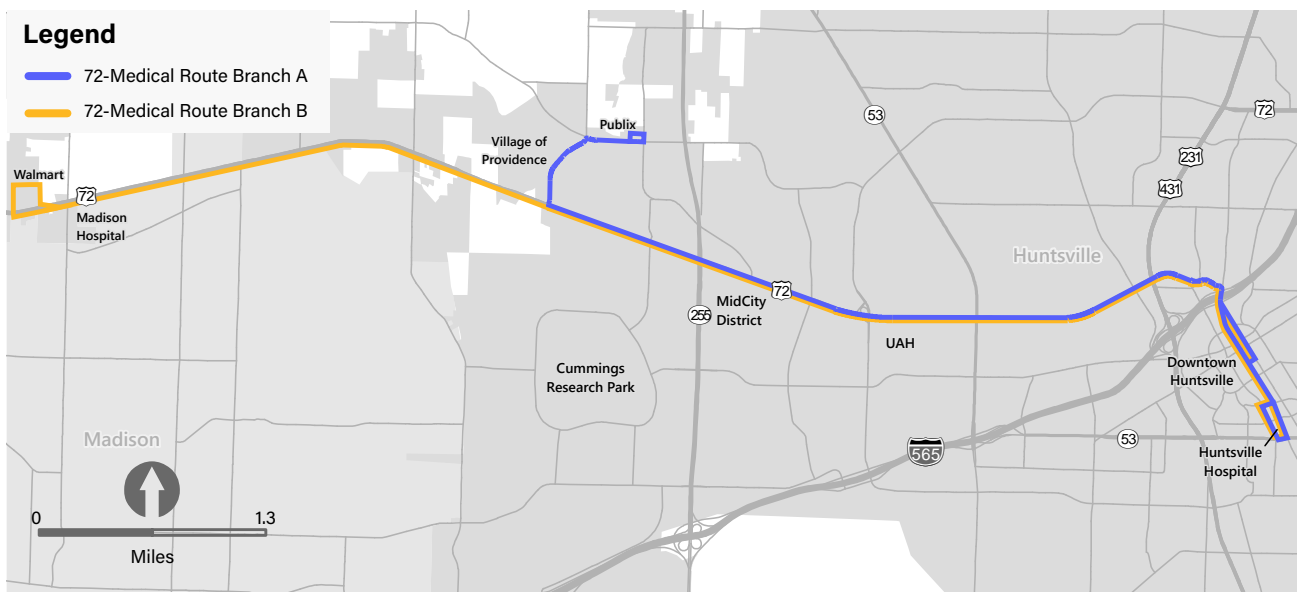 Legend
72-Medical Route Branch A
72-Medical Route Branch B
Publix
53
72
Village of
Providence
231
Walmart
72
431
Madison
Hospital
Huntsville
72
MidCity
District
255
UAH
Cummings
Research Park
Downtown
Huntsville
Madison
53
565
Huntsville
Hospital
0
1.3
Miles